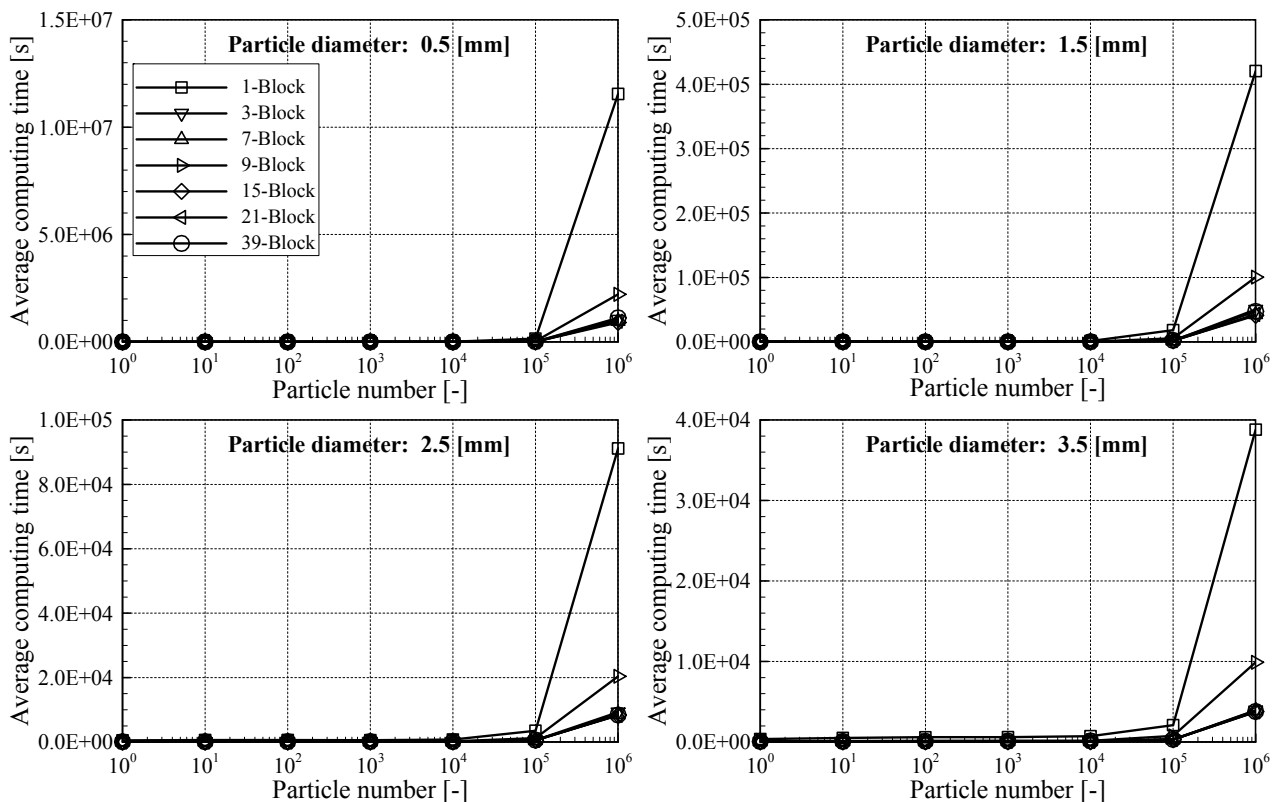 Particle diameter: 0.5 [mm]
Average computing time [s]
1.5E+07
1.0E+07
5.0E+06
0.0E+00
1-Block
3-Block
7-Block
9-Block
15-Block
21-Block
39-Block
10^0 10^1 10^2 10^3 10^4 10^5 10^6
Particle number [-]
Particle diameter: 1.5 [mm]
Average computing time [s]
5.0E+05
4.0E+05
3.0E+05
2.0E+05
1.0E+05
0.0E+00
10^0 10^1 10^2 10^3 10^4 10^5 10^6
Particle number [-]
Particle diameter: 2.5 [mm]
Average computing time [s]
1.0E+05
8.0E+04
6.0E+04
4.0E+04
2.0E+04
0.0E+00
10^0 10^1 10^2 10^3 10^4 10^5 10^6
Particle number [-]
Particle diameter: 3.5 [mm]
Average computing time [s]
4.0E+04
3.0E+04
2.0E+04
1.0E+04
0.0E+00
10^0 10^1 10^2 10^3 10^4 10^5 10^6
Particle number [-]